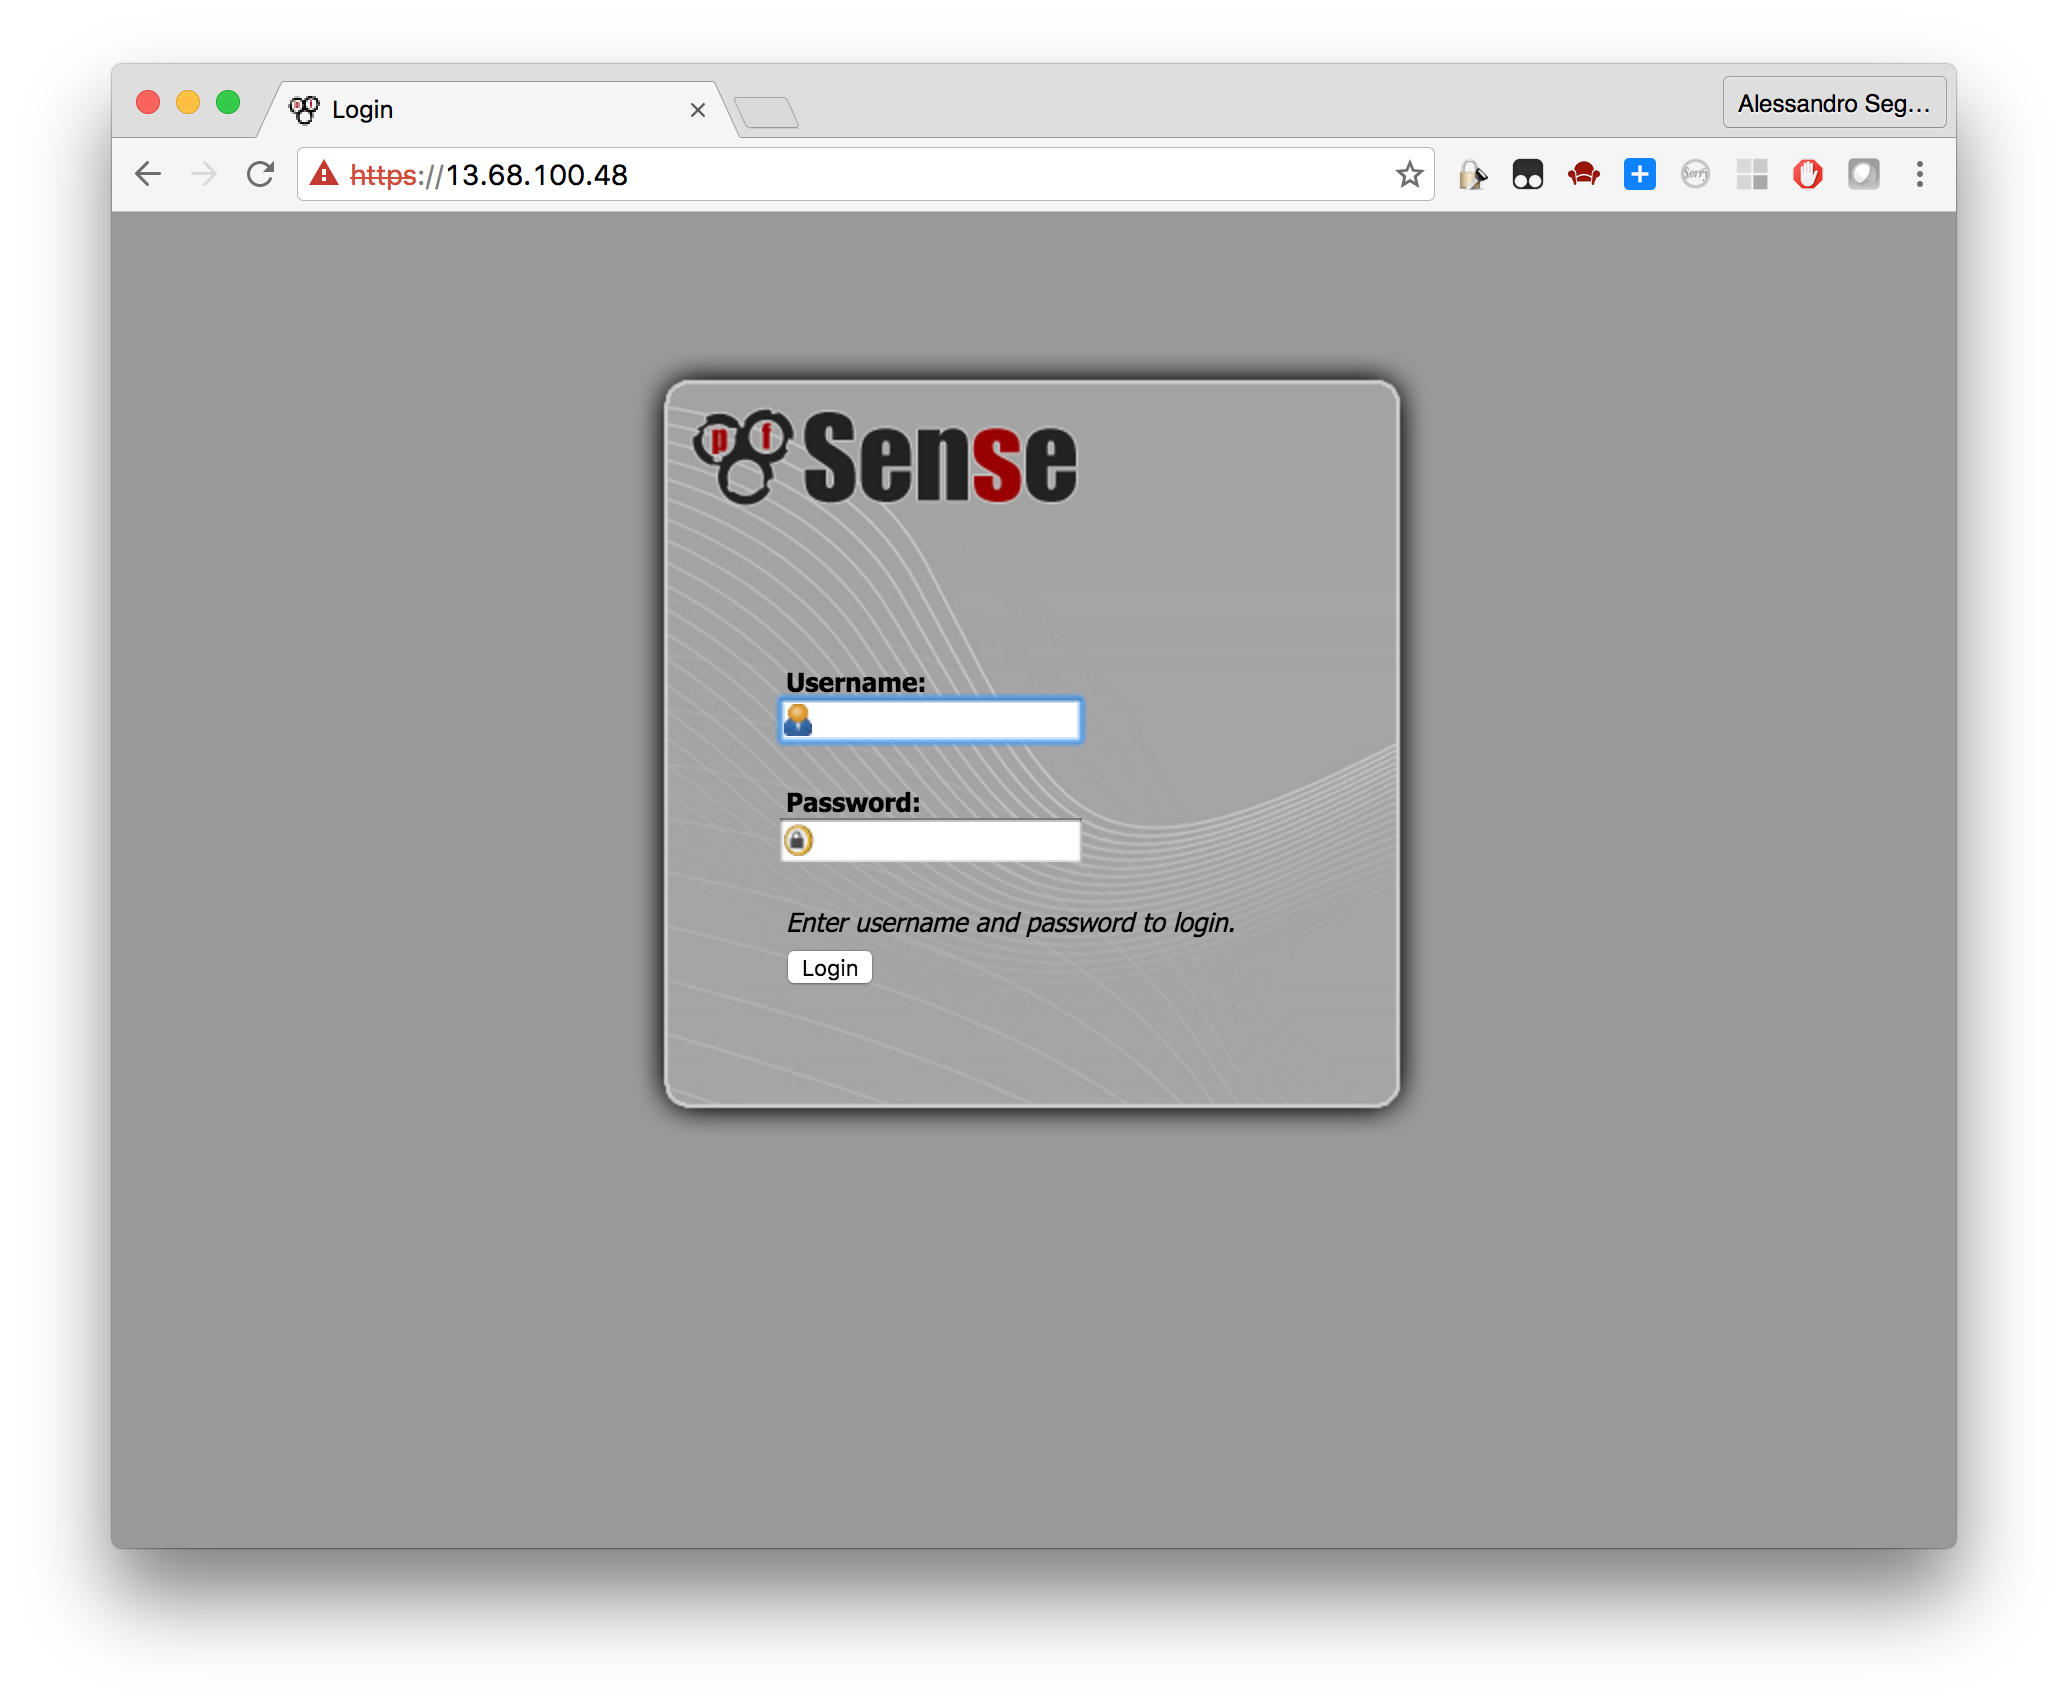 Login
Alessandro Seg...
https://13.68.100.48
Sorry
pf Sense
Username:
Password:
Enter username and password to login.
Login